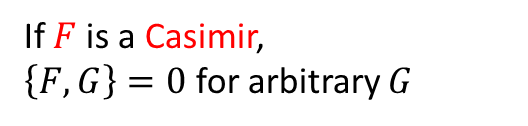 If F is a Casimir,
{F, G} = 0 for arbitrary G